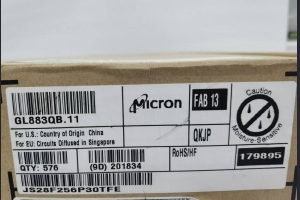 GL883QB.11
Micron
FAB 13
Caution
Moisture-Sensitive
For U.S.: Country of Origin China
For EU: Circuits Diffused in Singapore
QKJP
QTY: 576
(9D) 201834
RoHS/HF
179895
JS28F256P30TFE